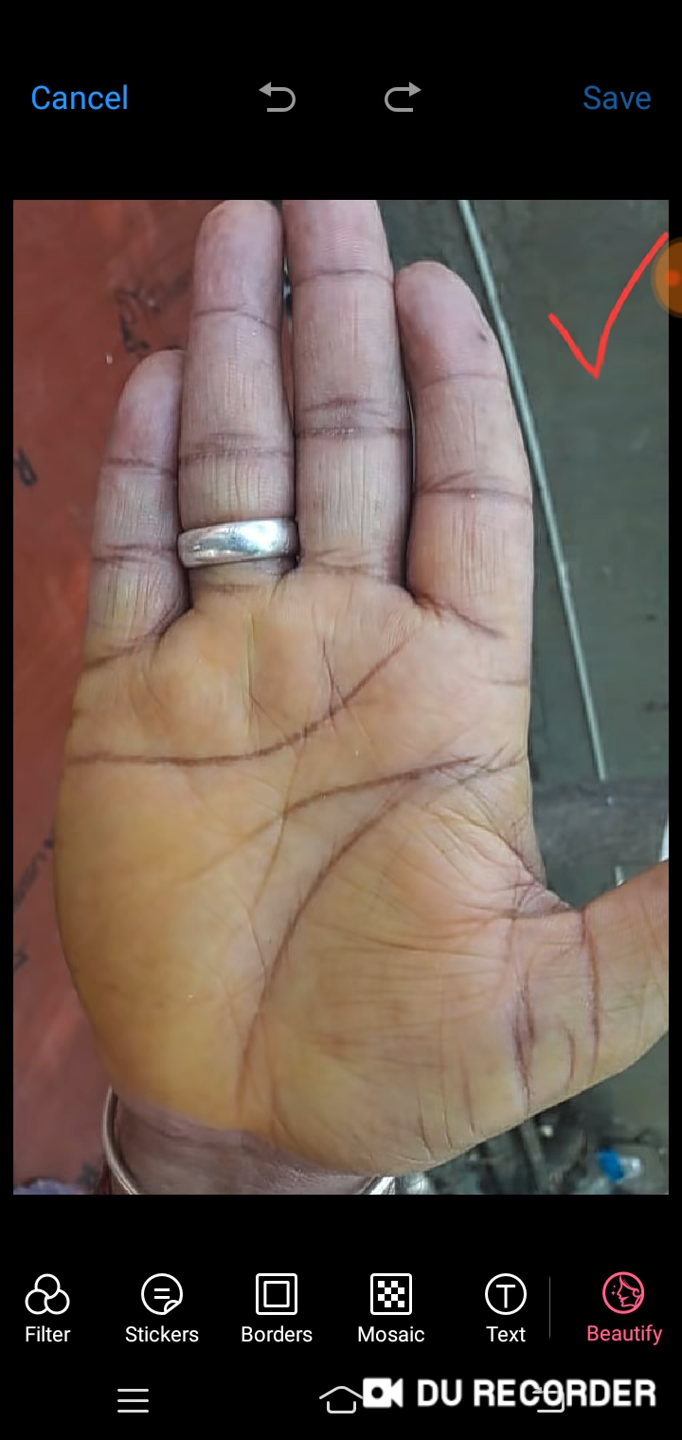 Cancel
Save
R
Filter
Stickers
Borders
Mosaic
Text
Beautify
DU RECORDER